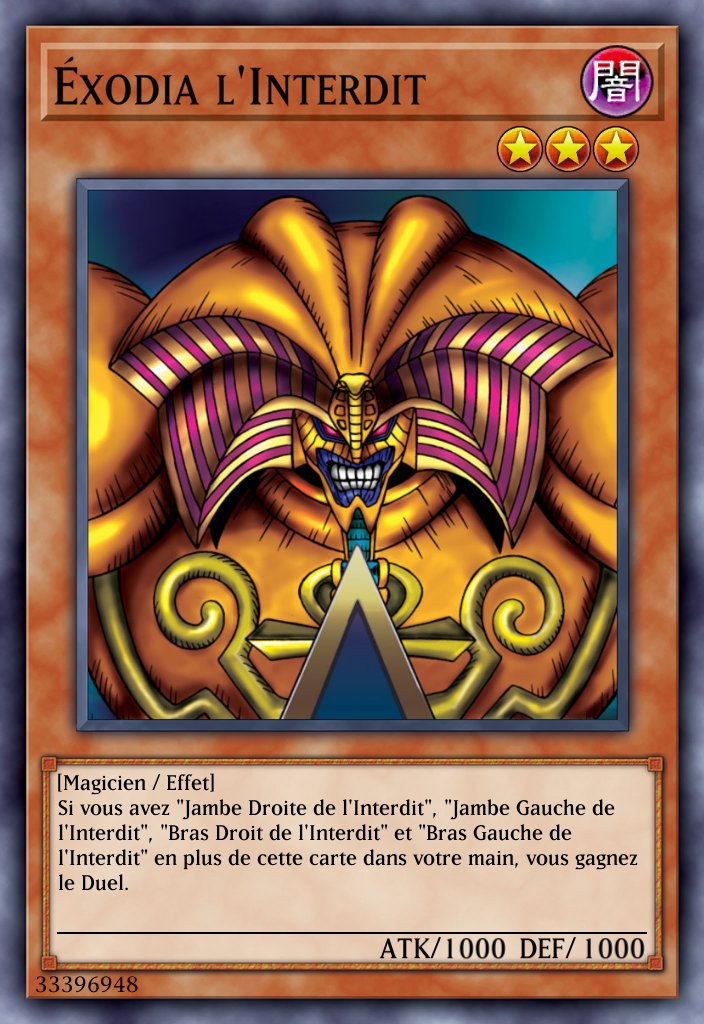 Éxodia l'Interdit
闇
[Magicien / Effet]
Si vous avez "Jambe Droite de l'Interdit", "Jambe Gauche de
l'Interdit", "Bras Droit de l'Interdit" et "Bras Gauche de
l'Interdit" en plus de cette carte dans votre main, vous gagnez
le Duel.
ATK/1000 DEF/1000
33396948